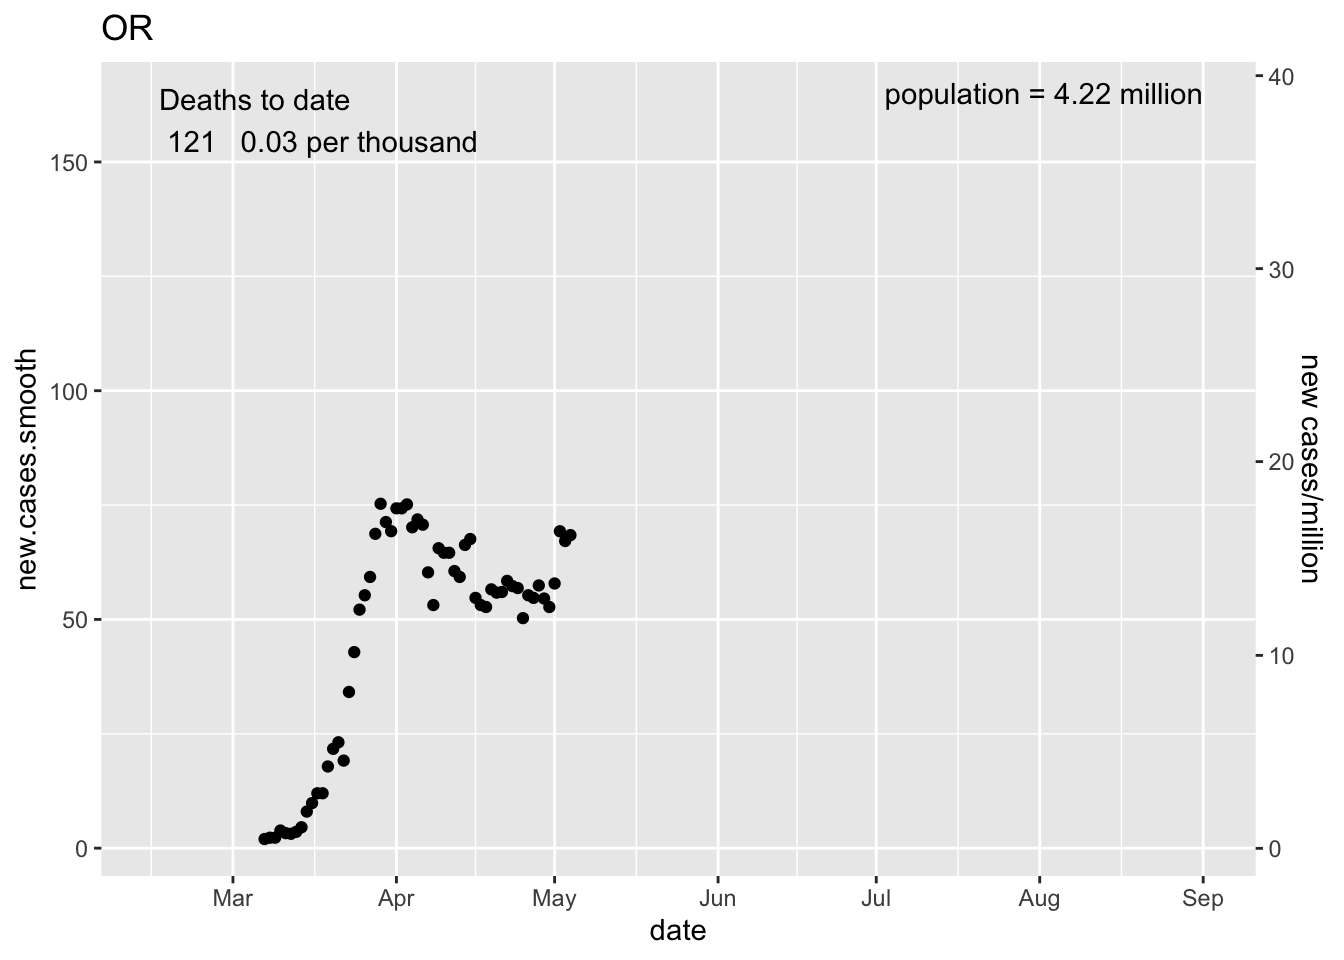 OR
Deaths to date
121 0.03 per thousand
population = 4.22 million
new.cases.smooth
150
100
50
0
40
30
20
10
0
new cases/million
Mar Apr May Jun Jul Aug Sep
date